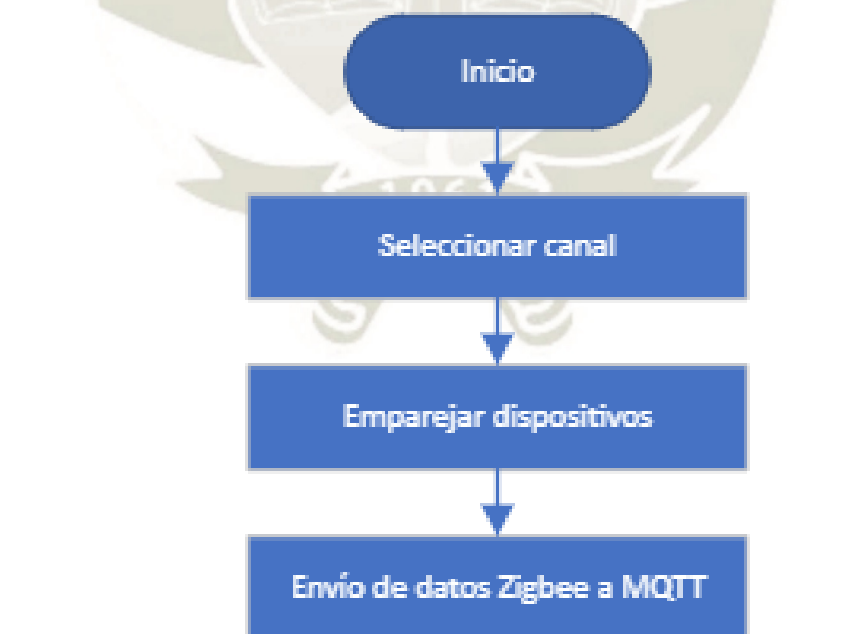 Inicio
Seleccionar canal
Emparejar dispositivos
Envío de datos Zigbee a MQTT